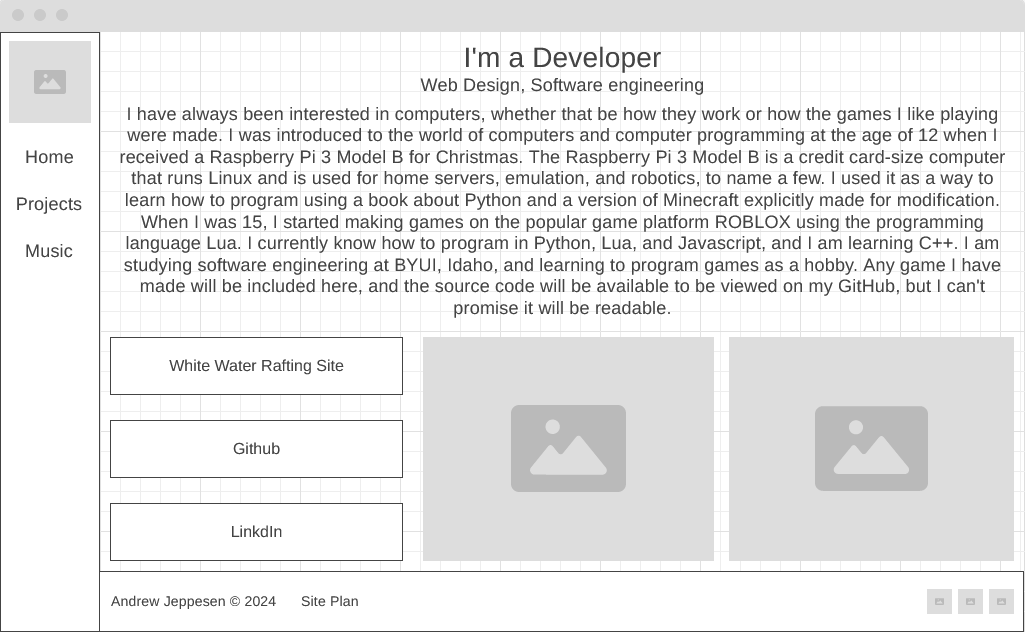 I'm a Developer
Web Design, Software engineering
I have always been interested in computers, whether that be how they work or how the games I like playing
were made. I was introduced to the world of computers and computer programming at the age of 12 when I
received a Raspberry Pi 3 Model B for Christmas. The Raspberry Pi 3 Model B is a credit card-size computer
that runs Linux and is used for home servers, emulation, and robotics, to name a few. I used it as a way to
learn how to program using a book about Python and a version of Minecraft explicitly made for modification.
When I was 15, I started making games on the popular game platform ROBLOX using the programming
language Lua. I currently know how to program in Python, Lua, and Javascript, and I am learning C++. I am
studying software engineering at BYUI, Idaho, and learning to program games as a hobby. Any game I have
made will be included here, and the source code will be available to be viewed on my GitHub, but I can't
promise it will be readable.
Home
Projects
Music
White Water Rafting Site
Github
LinkdIn
Andrew Jeppesen © 2024 Site Plan